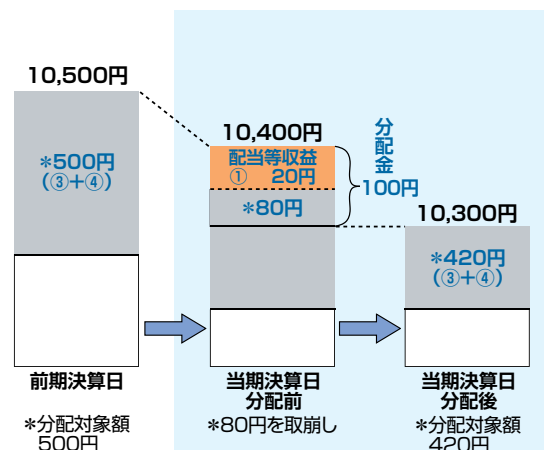 10,500円
*500円
(③+④)
前期決算日
*分配対象額
500円
10,400円
配当等収益
① 20円
*80円
分配金
100円
当期決算日
分配前
*80円を取崩し
10,300円
*420円
(③+④)
当期決算日
分配後
*分配対象額
420円